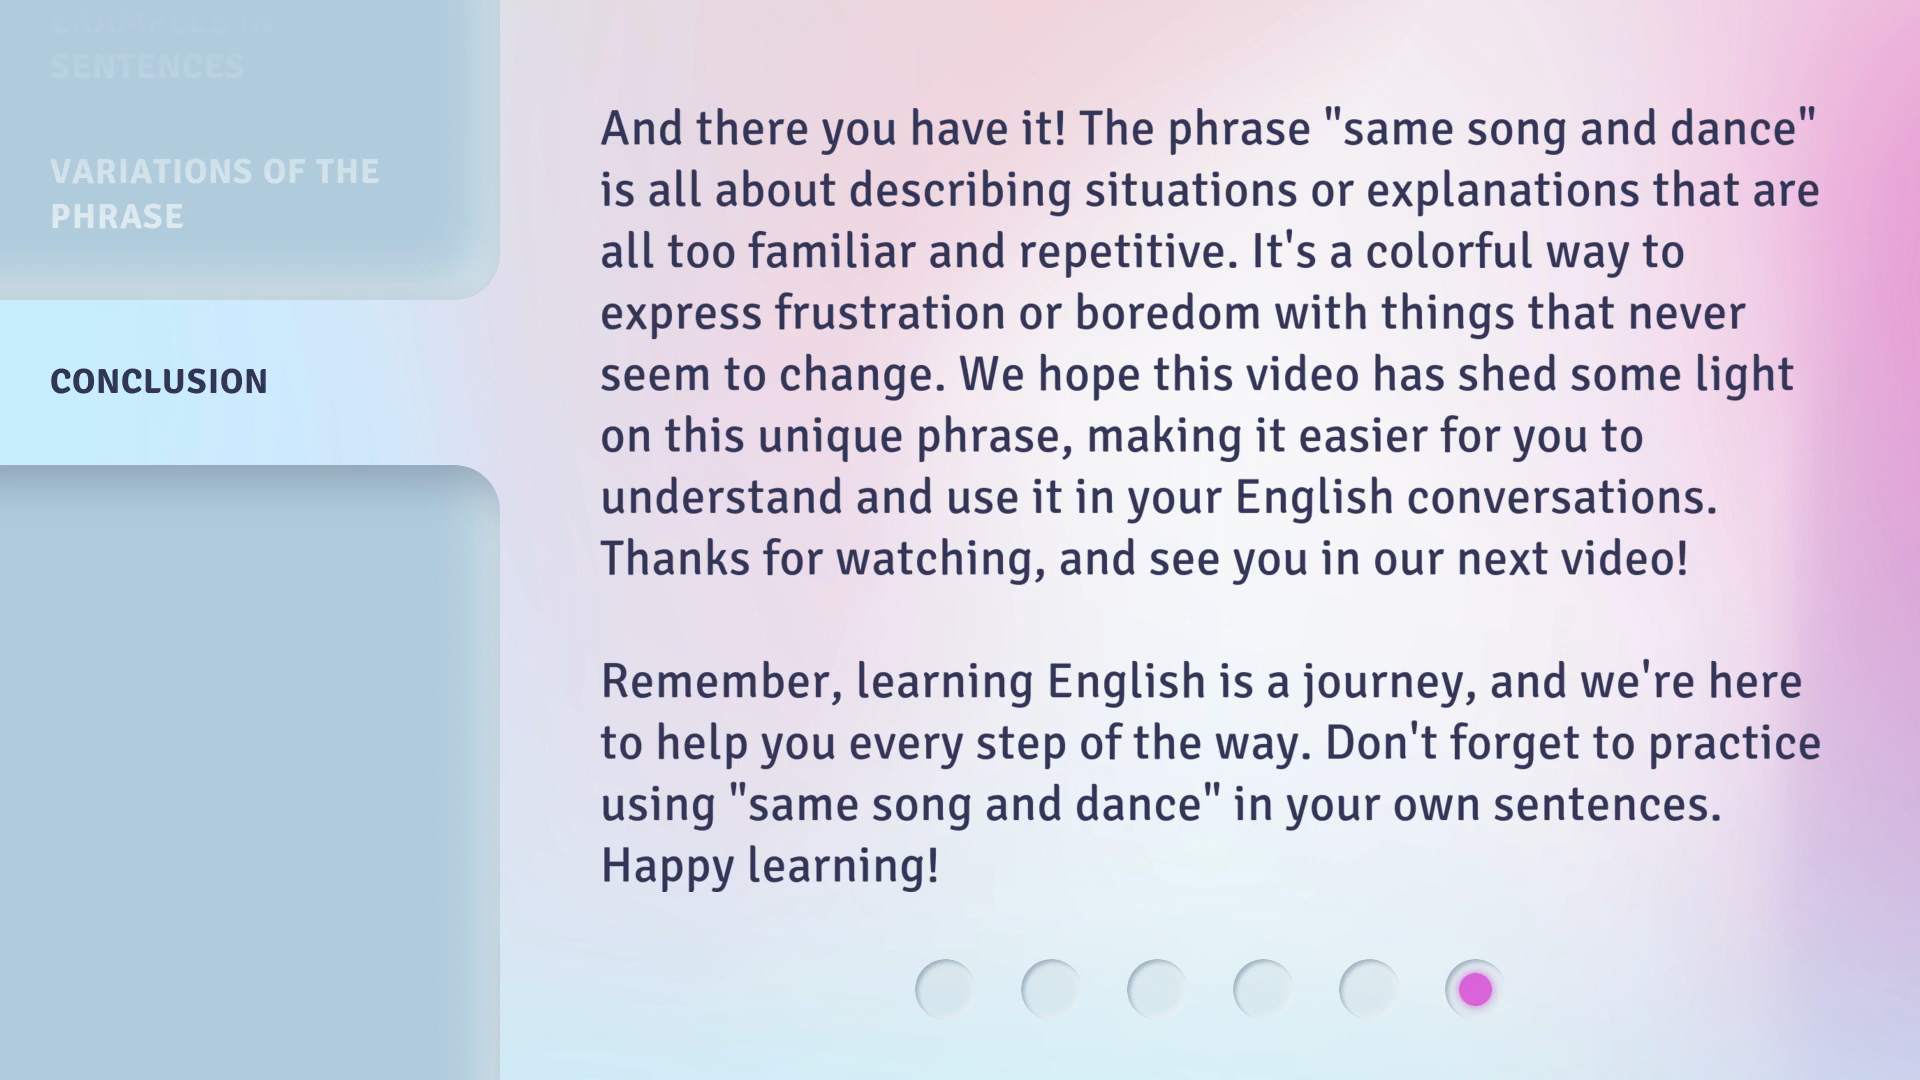 EXAMPLES IN
SENTENCES
VARIATIONS OF THE
PHRASE
CONCLUSION
And there you have it! The phrase "same song and dance"
is all about describing situations or explanations that are
all too familiar and repetitive. It's a colorful way to
express frustration or boredom with things that never
seem to change. We hope this video has shed some light
on this unique phrase, making it easier for you to
understand and use it in your English conversations.
Thanks for watching, and see you in our next video!
Remember, learning English is a journey, and we're here
to help you every step of the way. Don't forget to practice
using "same song and dance" in your own sentences.
Happy learning!